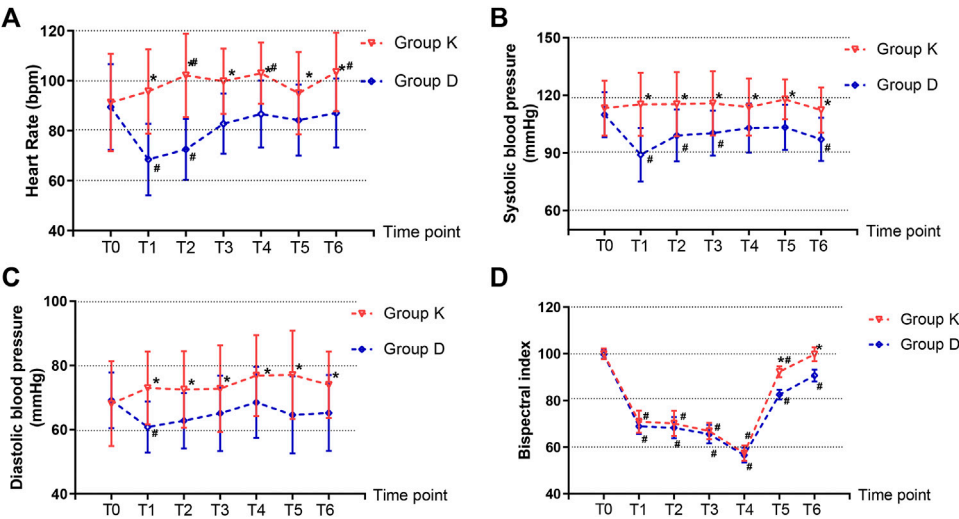 A
Heart Rate (bpm)
120
100
80
60
40
* *# * *# * *#
# #
T0 T1 T2 T3 T4 T5 T6
Time point
Group K
Group D
B
Systolic blood pressure
(mmHg)
150
120
90
60
* * * * * *
# # # #
T0 T1 T2 T3 T4 T5 T6
Time point
Group K
Group D
C
Diastolic blood pressure
(mmHg)
100
80
60
40
* * * * * *
#
T0 T1 T2 T3 T4 T5 T6
Time point
Group K
Group D
D
Bispectral index
120
100
80
60
40
# # # # *# *
# # # # # #
T0 T1 T2 T3 T4 T5 T6
Time point
Group K
Group D